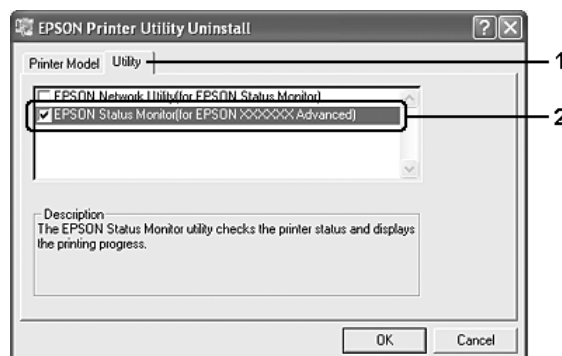 EPSON Printer Utility Uninstall
Printer Model Utility
1
EPSON Network Utility(for EPSON Status Monitor)
EPSON Status Monitor(for EPSON XXXXXX Advanced)
2
Description
The EPSON Status Monitor utility checks the printer status and displays
the printing progress.
OK Cancel